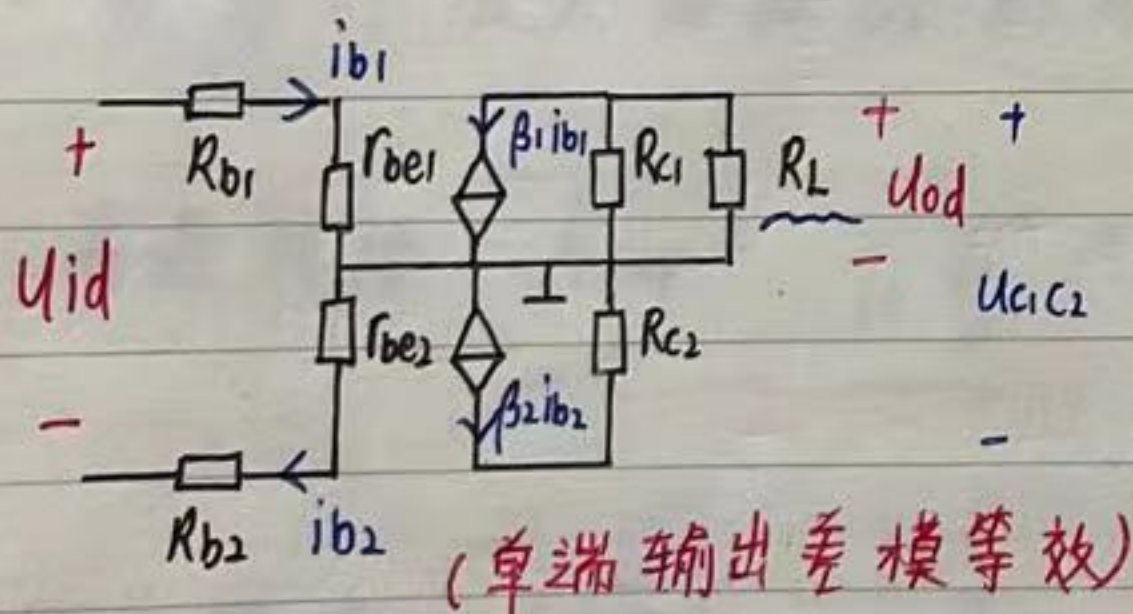 ib1
+ Rb1 rbe1 β1ib1 Rc1 RL + uod - + uc1c2 -
uid
- rbe2 β2ib2 Rc2
Rb2 ib2
(单端输出差模等效)